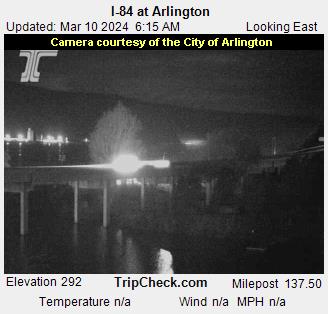 I-84 at Arlington
Updated: Mar 10 2024 6:15 AM Looking East
Camera courtesy of the City of Arlington
Elevation 292 TripCheck.com Milepost 137.50
Temperature n/a Wind n/a MPH n/a